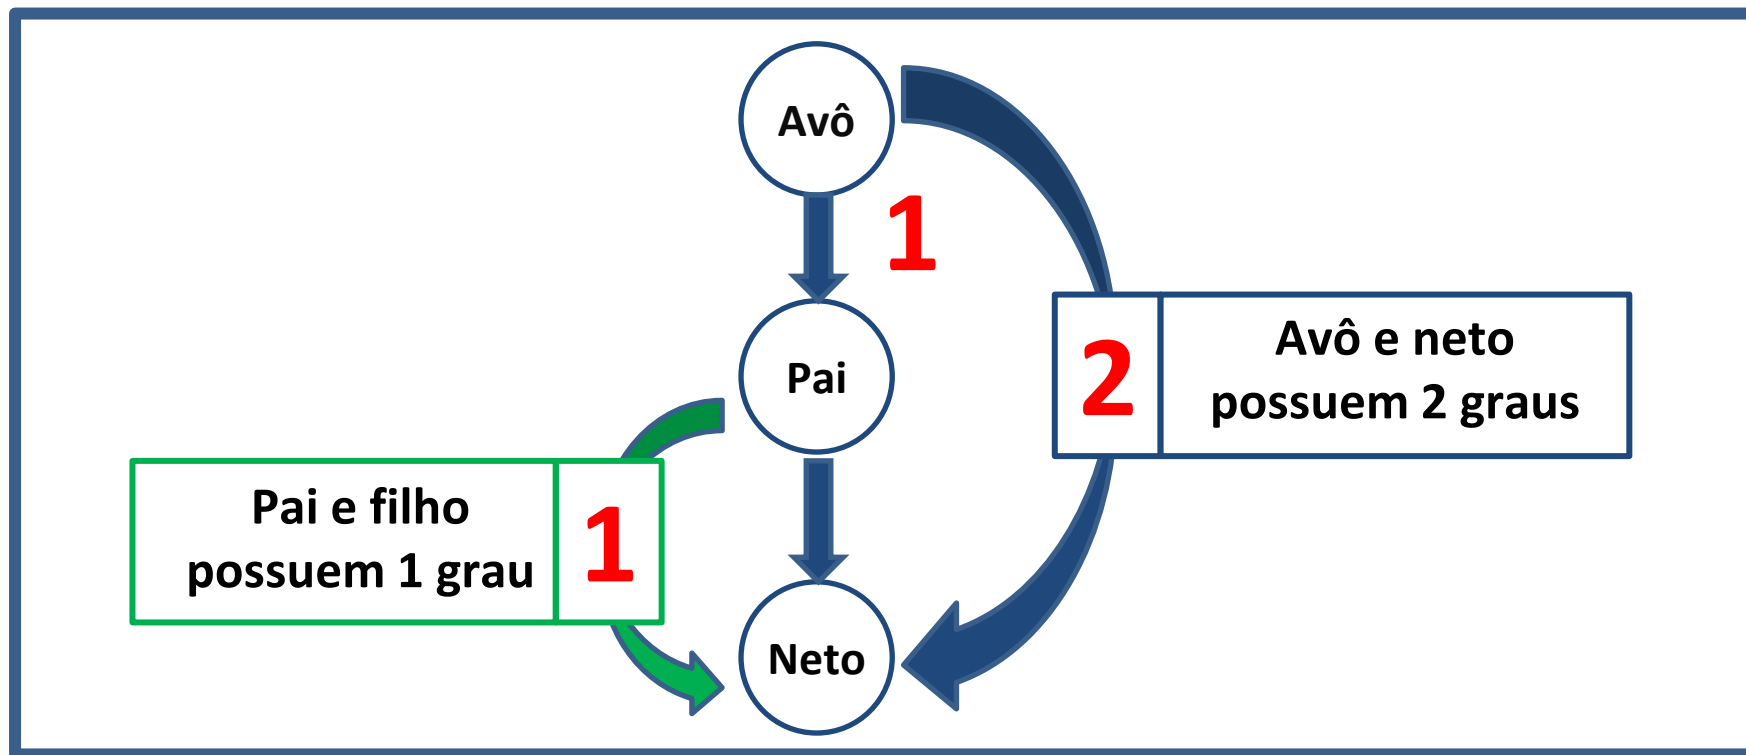 Avô
1
Pai
2
Avô e neto
possuem 2 graus
Pai e filho
possuem 1 grau
1
Neto